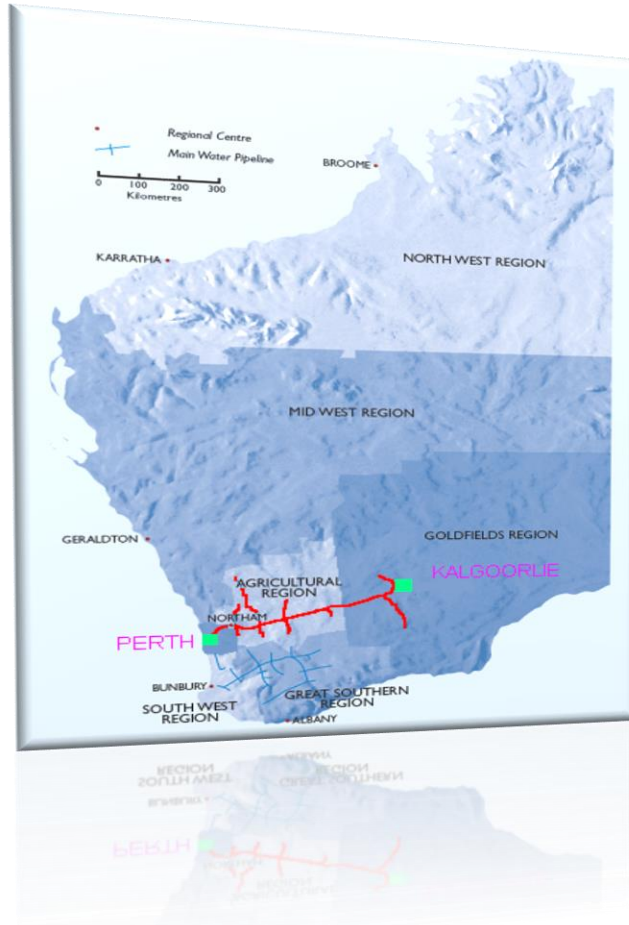 Regional Centre
Main Water Pipeline
0 100 200 300
Kilometres
BROOME
KARRATHA
NORTH WEST REGION
MID WEST REGION
GERALDTON
GOLDFIELDS REGION
KALGOORLIE
AGRICULTURAL
REGION
NORTHAM
PERTH
BUNBURY
GREAT SOUTHERN
REGION
SOUTH WEST
REGION
ALBANY